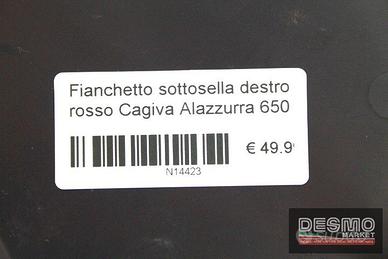 Fianchetto sottosella destro
rosso Cagiva Alazzurra 650
€ 49.9
N14423
DESMO
MARKET